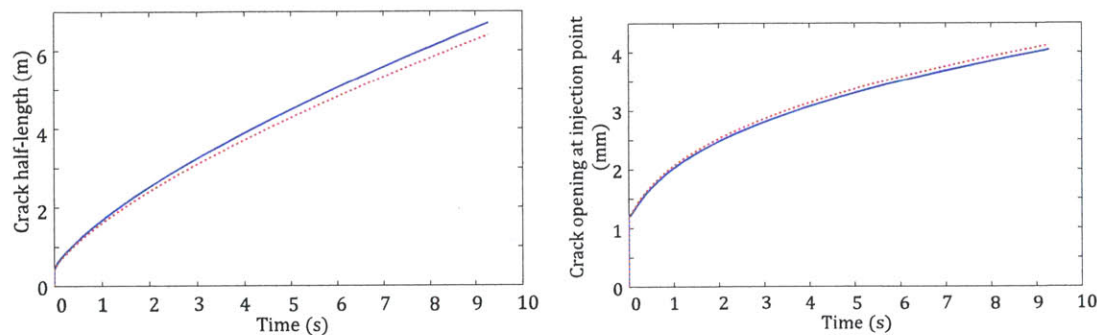 Crack half-length (m)
6
4
2
0
0 1 2 3 4 5 6 7 8 9 10
Time (s)
Crack opening at injection point
(mm)
4
3
2
1
0
0 1 2 3 4 5 6 7 8 9 10
Time (s)